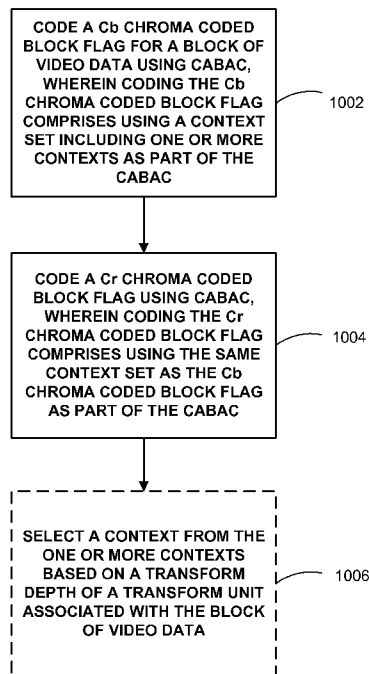 CODE A Cb CHROMA CODED
BLOCK FLAG FOR A BLOCK OF
VIDEO DATA USING CABAC,
WHEREIN CODING THE Cb
CHROMA CODED BLOCK FLAG
COMPRISES USING A CONTEXT
SET INCLUDING ONE OR MORE
CONTEXTS AS PART OF THE
CABAC
1002
CODE A Cr CHROMA CODED
BLOCK FLAG USING CABAC,
WHEREIN CODING THE Cr
CHROMA CODED BLOCK FLAG
COMPRISES USING THE SAME
CONTEXT SET AS THE Cb
CHROMA CODED BLOCK FLAG
AS PART OF THE CABAC
1004
SELECT A CONTEXT FROM THE
ONE OR MORE CONTEXTS
BASED ON A TRANSFORM
DEPTH OF A TRANSFORM UNIT
ASSOCIATED WITH THE BLOCK
OF VIDEO DATA
1006